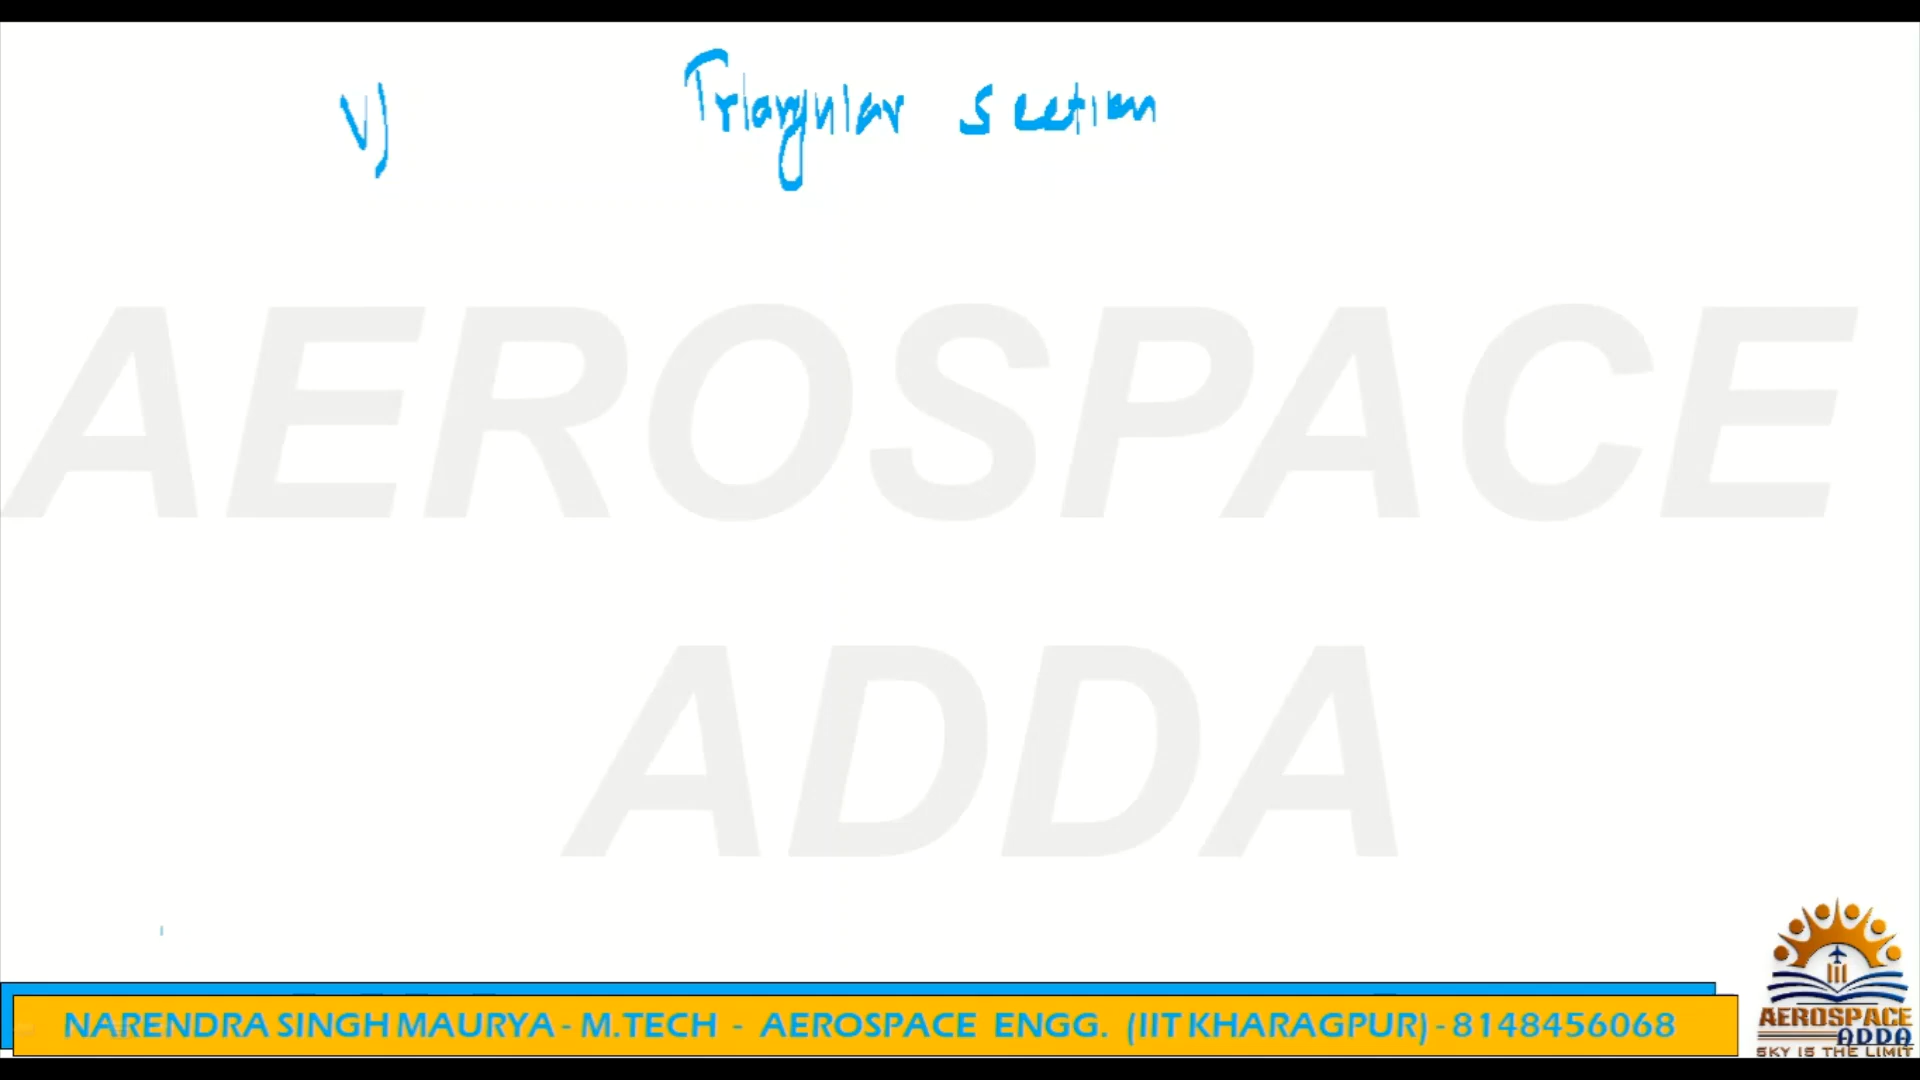 V) Triangular section
AEROSPACE
ADDA
NARENDRA SINGH MAURYA - M.TECH - AEROSPACE ENGG. (IIT KHARAGPUR) - 8148456068
AEROSPACE
ADDA
SKY IS THE LIMIT